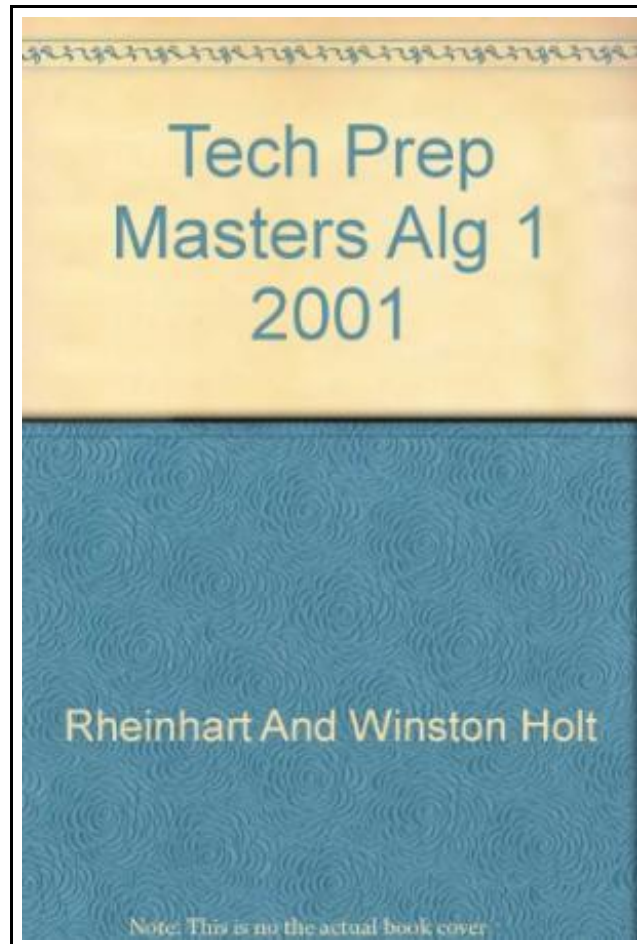 Tech Prep
Masters Alg 1
2001
Rheinhart And Winston Holt
Note: This is no the actual book cover